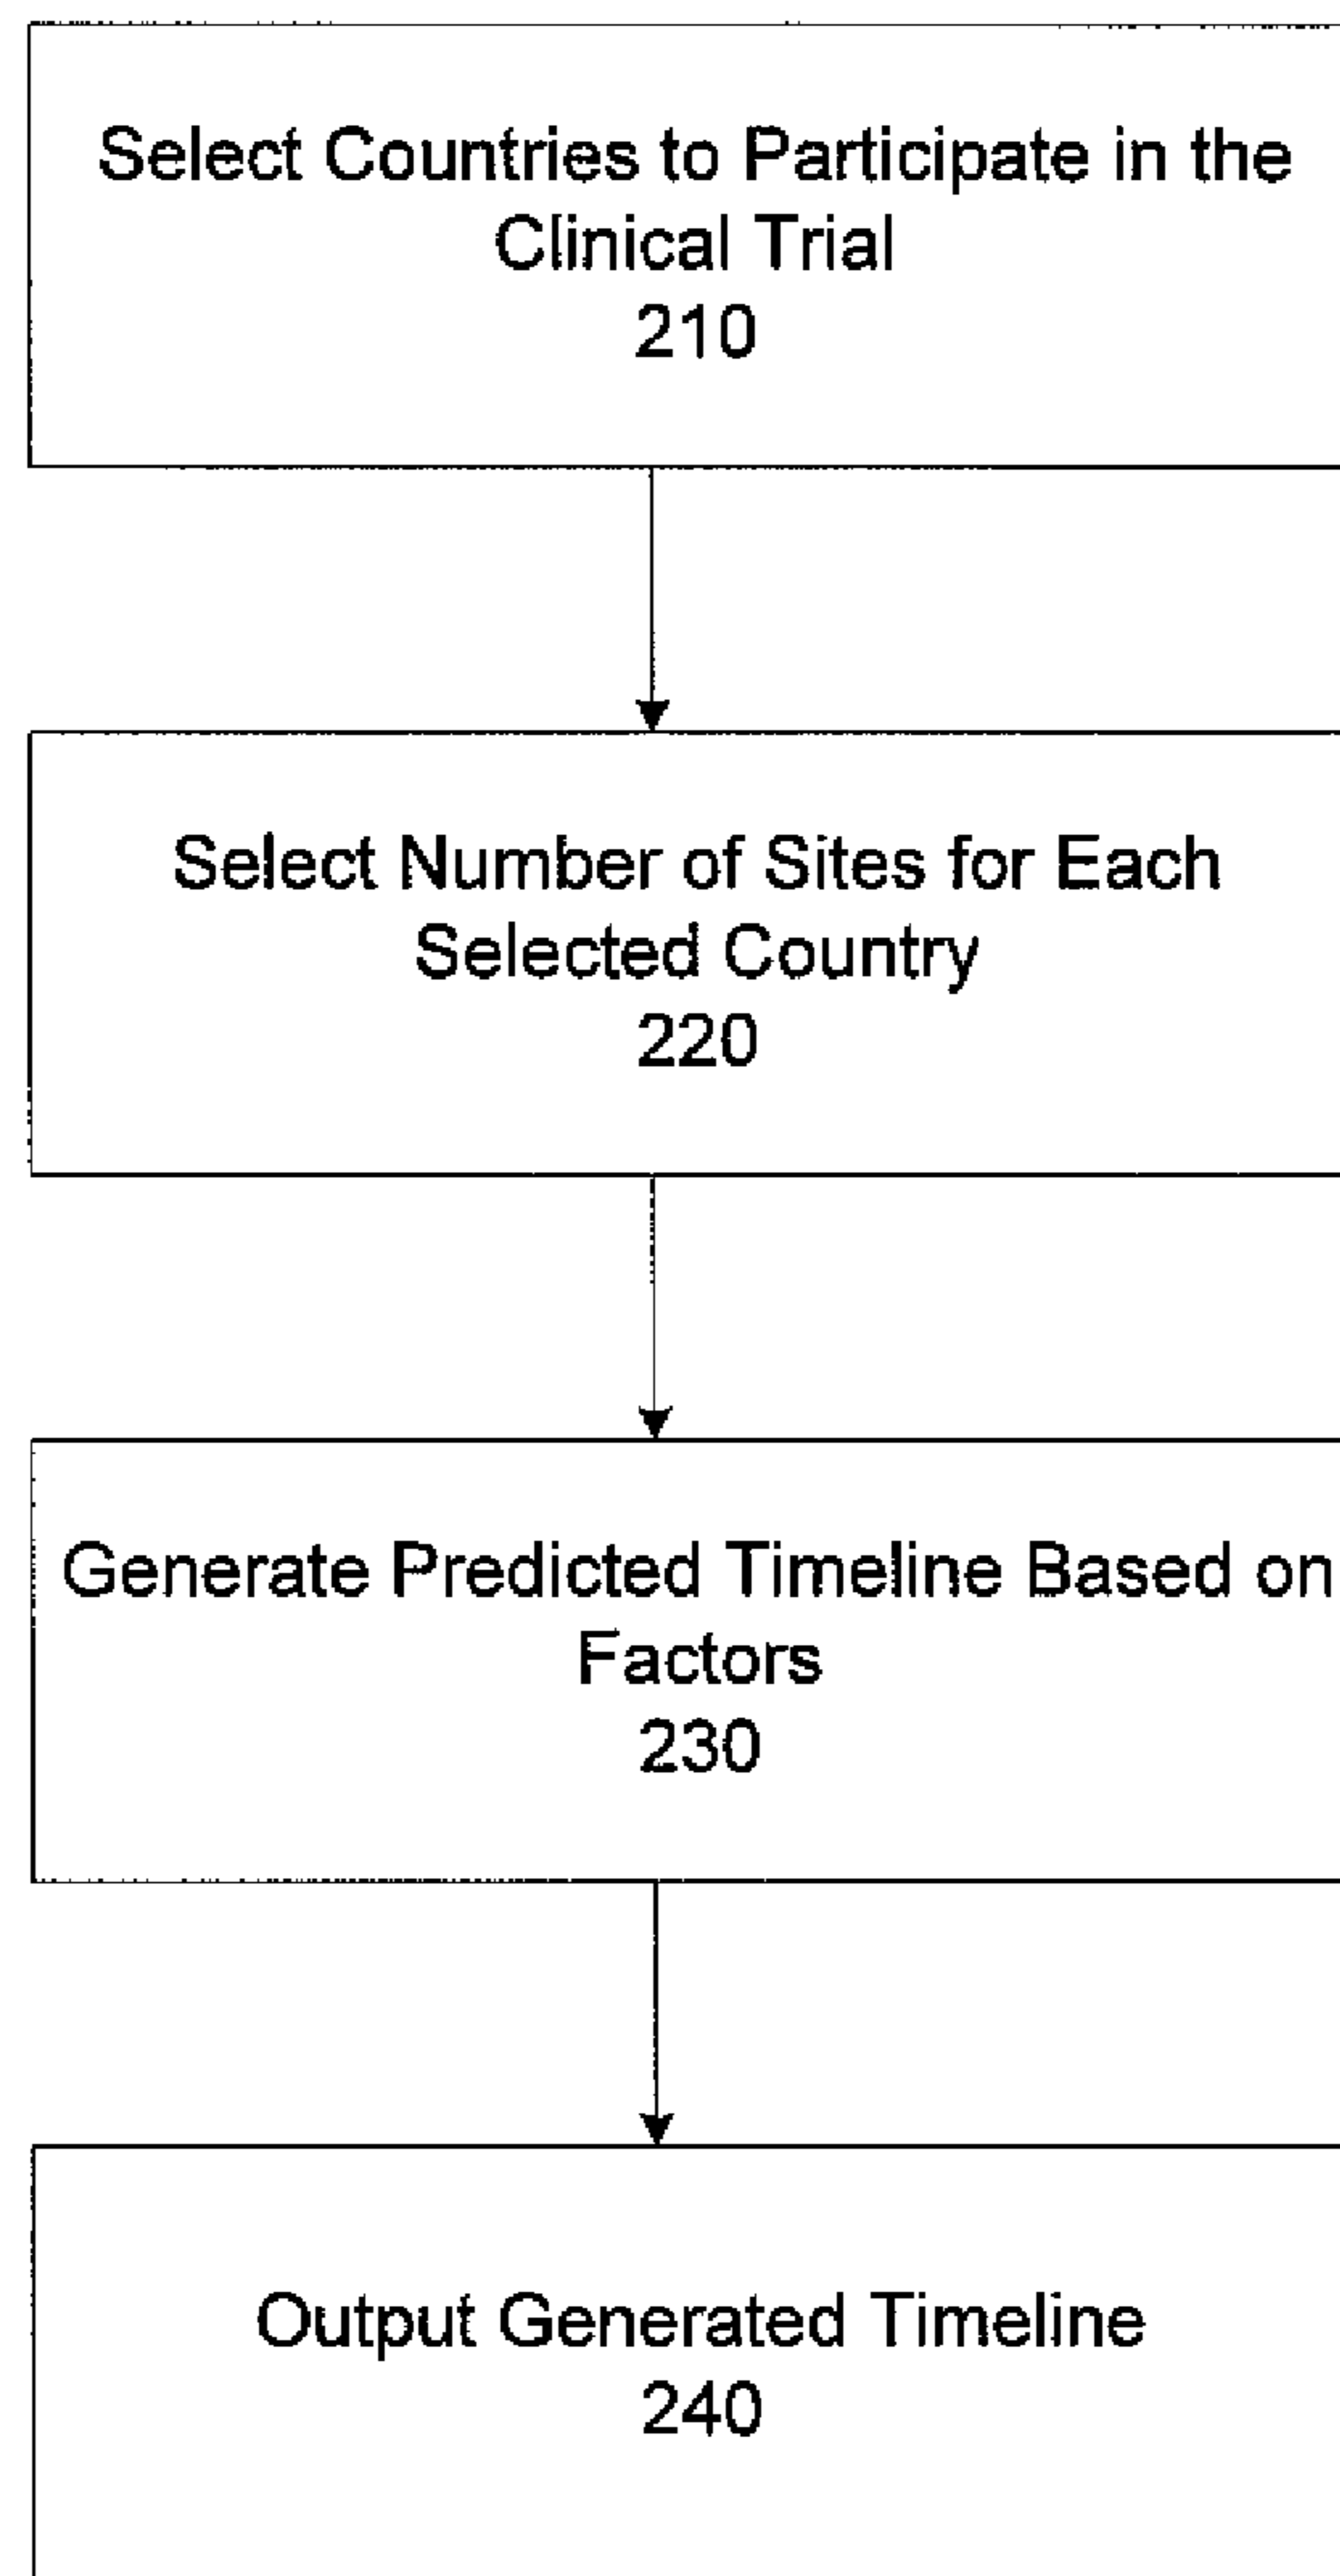 Select Countries to Participate in the
Clinical Trial
210
Select Number of Sites for Each
Selected Country
220
Generate Predicted Timeline Based on
Factors
230
Output Generated Timeline
240